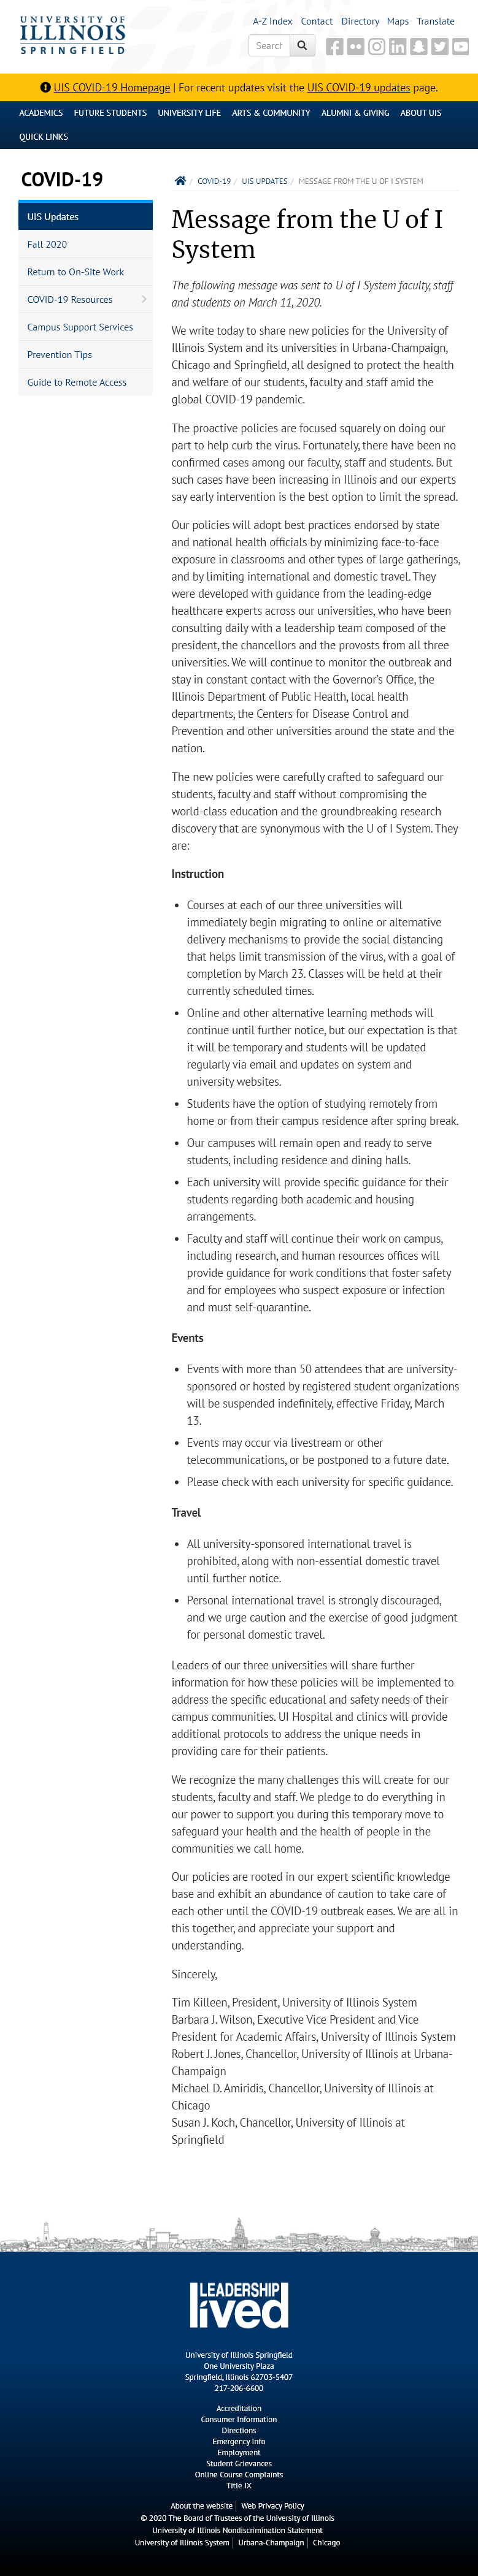 UNIVERSITY OF
ILLINOIS
SPRINGFIELD
A-Z Index Contact Directory Maps Translate
Search
UIS COVID-19 Homepage | For recent updates visit the UIS COVID-19 updates page.
ACADEMICS FUTURE STUDENTS UNIVERSITY LIFE ARTS & COMMUNITY ALUMNI & GIVING ABOUT UIS
QUICK LINKS
COVID-19
UIS Updates
Fall 2020
Return to On-Site Work
COVID-19 Resources
Campus Support Services
Prevention Tips
Guide to Remote Access
COVID-19 / UIS UPDATES / MESSAGE FROM THE U OF I SYSTEM
Message from the U of I
System
The following message was sent to U of I System faculty, staff
and students on March 11, 2020.
We write today to share new policies for the University of
Illinois System and its universities in Urbana-Champaign,
Chicago and Springfield, all designed to protect the health
and welfare of our students, faculty and staff amid the
global COVID-19 pandemic.
The proactive policies are focused squarely on doing our
part to help curb the virus. Fortunately, there have been no
confirmed cases among our faculty, staff and students. But
such cases have been increasing in Illinois and our experts
say early intervention is the best option to limit the spread.
Our policies will adopt best practices endorsed by state
and national health officials by minimizing face-to-face
exposure in classrooms and other types of large gatherings,
and by limiting international and domestic travel. They
were developed with guidance from the leading-edge
healthcare experts across our universities, who have been
consulting daily with a leadership team composed of the
president, the chancellors and the provosts from all three
universities. We will continue to monitor the outbreak and
stay in constant contact with the Governor's Office, the
Illinois Department of Public Health, local health
departments, the Centers for Disease Control and
Prevention and other universities around the state and the
nation.
The new policies were carefully crafted to safeguard our
students, faculty and staff without compromising the
world-class education and the groundbreaking research
discovery that are synonymous with the U of I System. They
are:
Instruction
• Courses at each of our three universities will
immediately begin migrating to online or alternative
delivery mechanisms to provide the social distancing
that helps limit transmission of the virus, with a goal of
completion by March 23. Classes will be held at their
currently scheduled times.
• Online and other alternative learning methods will
continue until further notice, but our expectation is that
it will be temporary and students will be updated
regularly via email and updates on system and
university websites.
• Students have the option of studying remotely from
home or from their campus residence after spring break.
• Our campuses will remain open and ready to serve
students, including residence and dining halls.
• Each university will provide specific guidance for their
students regarding both academic and housing
arrangements.
• Faculty and staff will continue their work on campus,
including research, and human resources offices will
provide guidance for work conditions that foster safety
and for employees who suspect exposure or infection
and must self-quarantine.
Events
• Events with more than 50 attendees that are university-
sponsored or hosted by registered student organizations
will be suspended indefinitely, effective Friday, March
13.
• Events may occur via livestream or other
telecommunications, or be postponed to a future date.
• Please check with each university for specific guidance.
Travel
• All university-sponsored international travel is
prohibited, along with non-essential domestic travel
until further notice.
• Personal international travel is strongly discouraged,
and we urge caution and the exercise of good judgment
for personal domestic travel.
Leaders of our three universities will share further
information for how these policies will be implemented to
address the specific educational and safety needs of their
campus communities. UI Hospital and clinics will provide
additional protocols to address the unique needs in
providing care for their patients.
We recognize the many challenges this will create for our
students, faculty and staff. We pledge to do everything in
our power to support you during this temporary move to
safeguard your health and the health of people in the
communities we call home.
Our policies are rooted in our expert scientific knowledge
base and exhibit an abundance of caution to take care of
each other until the COVID-19 outbreak eases. We are all in
this together, and appreciate your support and
understanding.
Sincerely,
Tim Killeen, President, University of Illinois System
Barbara J. Wilson, Executive Vice President and Vice
President for Academic Affairs, University of Illinois System
Robert J. Jones, Chancellor, University of Illinois at Urbana-
Champaign
Michael D. Amiridis, Chancellor, University of Illinois at
Chicago
Susan J. Koch, Chancellor, University of Illinois at
Springfield
LEADERSHIP
lived
University of Illinois Springfield
One University Plaza
Springfield, Illinois 62703-5407
217-206-6600
Accreditation
Consumer Information
Directions
Emergency Info
Employment
Student Grievances
Online Course Complaints
Title IX
About the website | Web Privacy Policy
© 2020 The Board of Trustees of the University of Illinois
University of Illinois Nondiscrimination Statement
University of Illinois System | Urbana-Champaign | Chicago